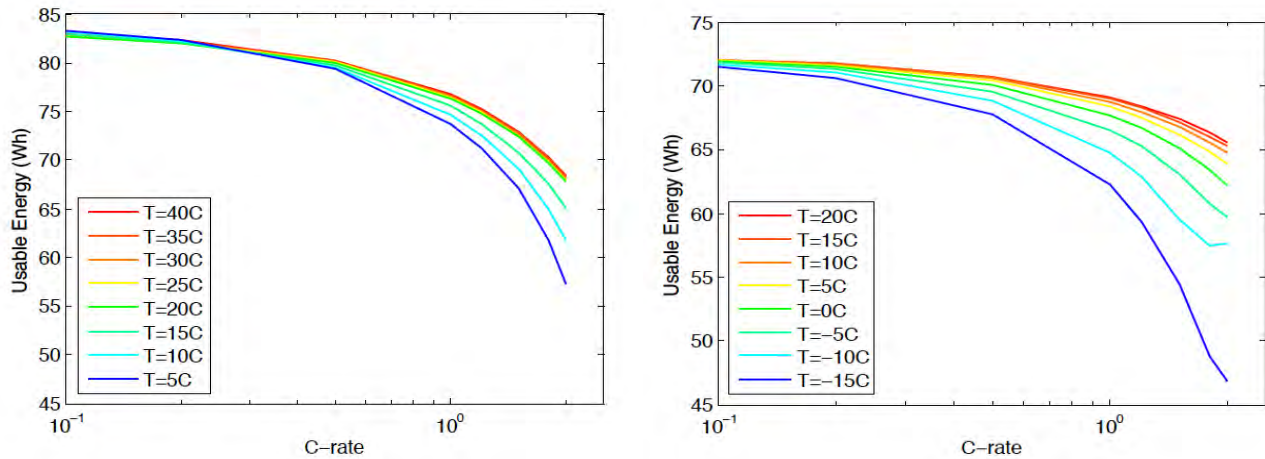 85
80
75
70
65
60
55
50
45
Usable Energy (Wh)
T=40C
T=35C
T=30C
T=25C
T=20C
T=15C
T=10C
T=5C
10⁻¹
10⁰
C−rate
75
70
65
60
55
50
45
Usable Energy (Wh)
T=20C
T=15C
T=10C
T=5C
T=0C
T=−5C
T=−10C
T=−15C
10⁻¹
10⁰
C−rate